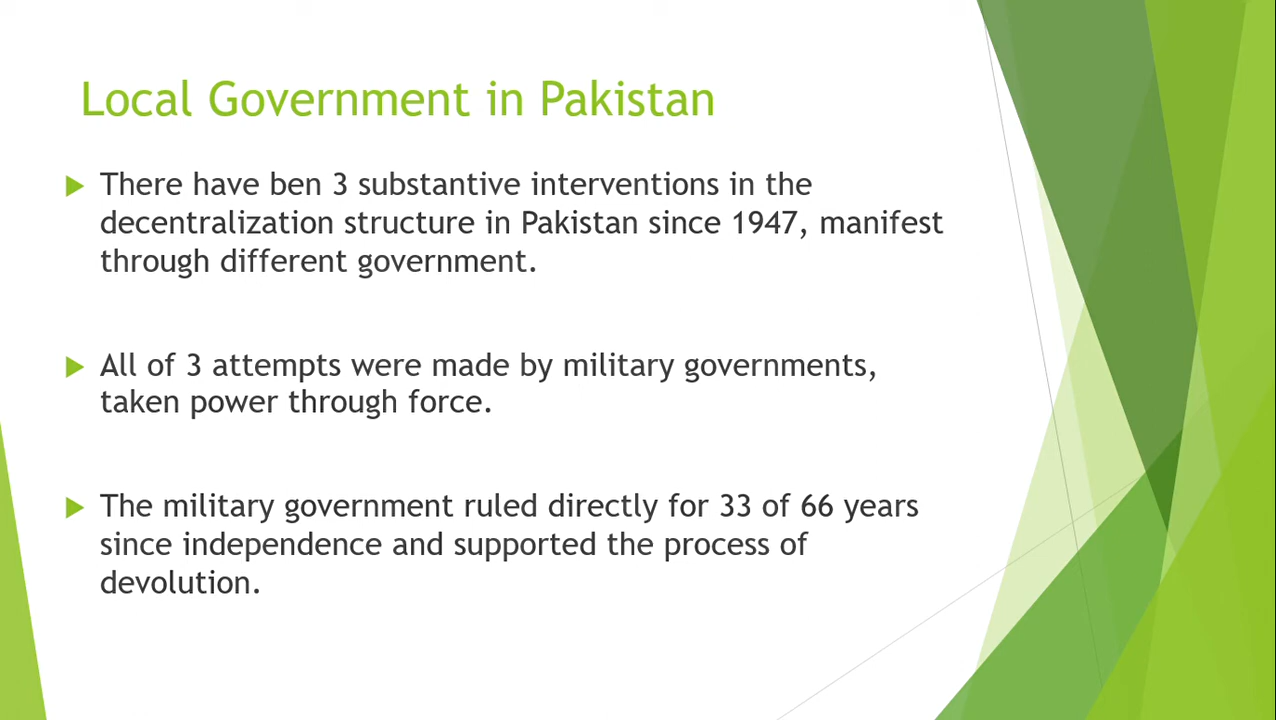 Local Government in Pakistan
There have ben 3 substantive interventions in the
decentralization structure in Pakistan since 1947, manifest
through different government.
All of 3 attempts were made by military governments,
taken power through force.
The military government ruled directly for 33 of 66 years
since independence and supported the process of
devolution.